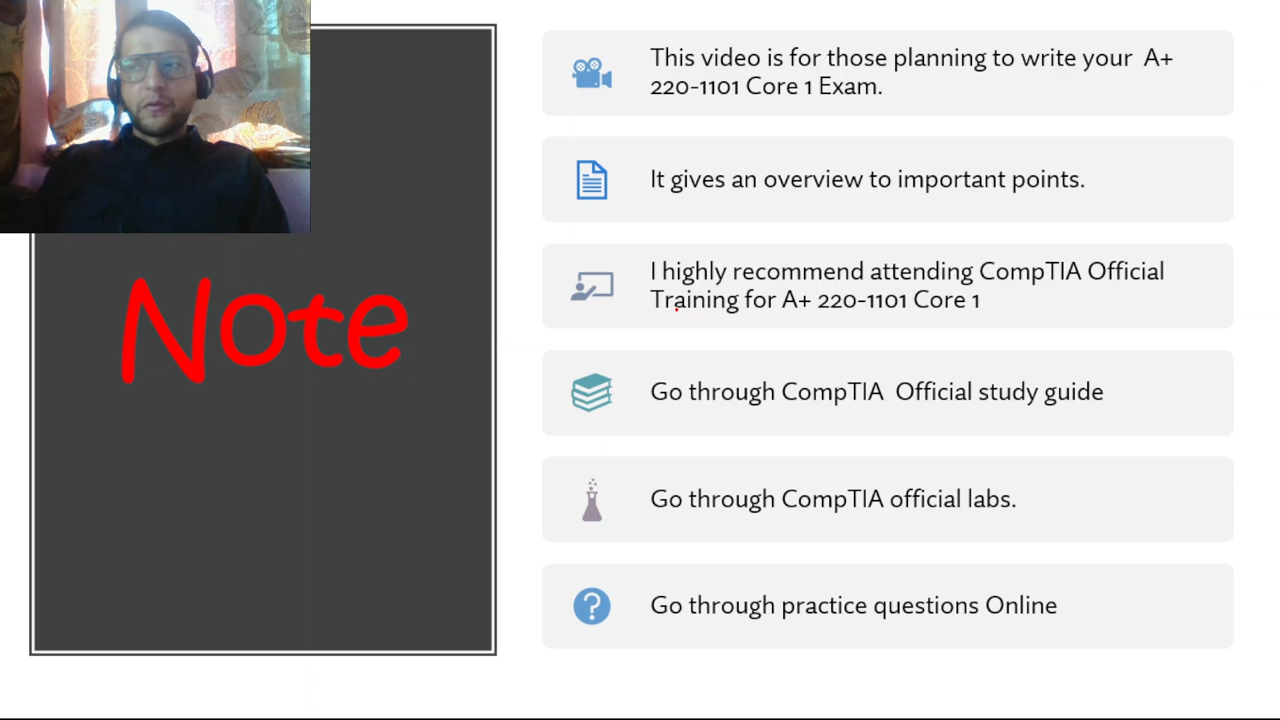 Note
This video is for those planning to write your  A+
220-1101 Core 1 Exam.
It gives an overview to important points.
I highly recommend attending CompTIA Official
Training for A+ 220-1101 Core 1
Go through CompTIA  Official study guide
Go through CompTIA official labs.
Go through practice questions Online